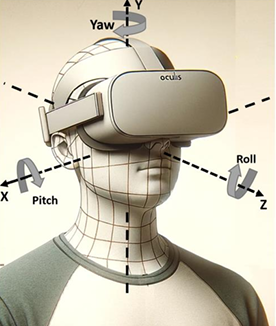 Y
Yaw
oculus
Roll
X
Pitch
Z